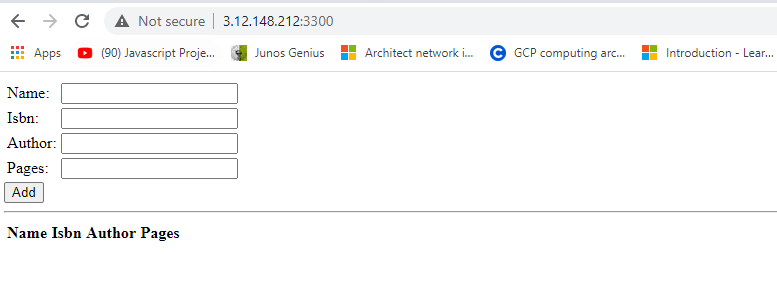 Not secure | 3.12.148.212:3300
Apps (90) Javascript Proje... Junos Genius Architect network i... GCP computing arc... Introduction - Lear...
Name:
Isbn:
Author:
Pages:
Add
Name Isbn Author Pages